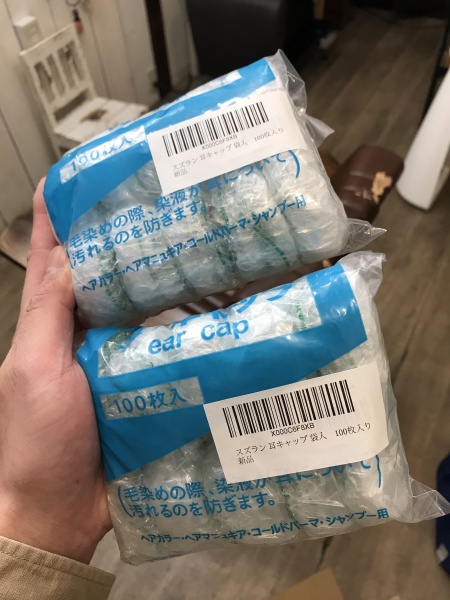 100枚入
X000C6F8XB
スズラン 耳キャップ 袋入 100枚入り
新品
毛染めの際、染液が耳について
汚れるのを防ぎます。
ヘアカラー・ヘアマニュキア・コールドパーマ・シャンプー用
ear cap
100枚入
X000C6F8XB
スズラン 耳キャップ 袋入 100枚入り
新品
毛染めの際、染液が耳について
汚れるのを防ぎます。
ヘアカラー・ヘアマニュキア・コールドパーマ・シャンプー用